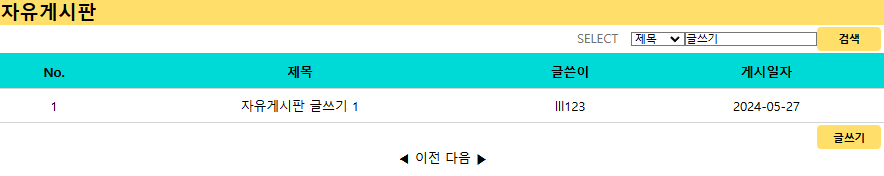 자유게시판
SELECT 제목 글쓰기 검색
No. 제목 글쓴이 게시일자
1 자유게시판 글쓰기 1 lll123 2024-05-27
글쓰기
◀ 이전 다음 ▶